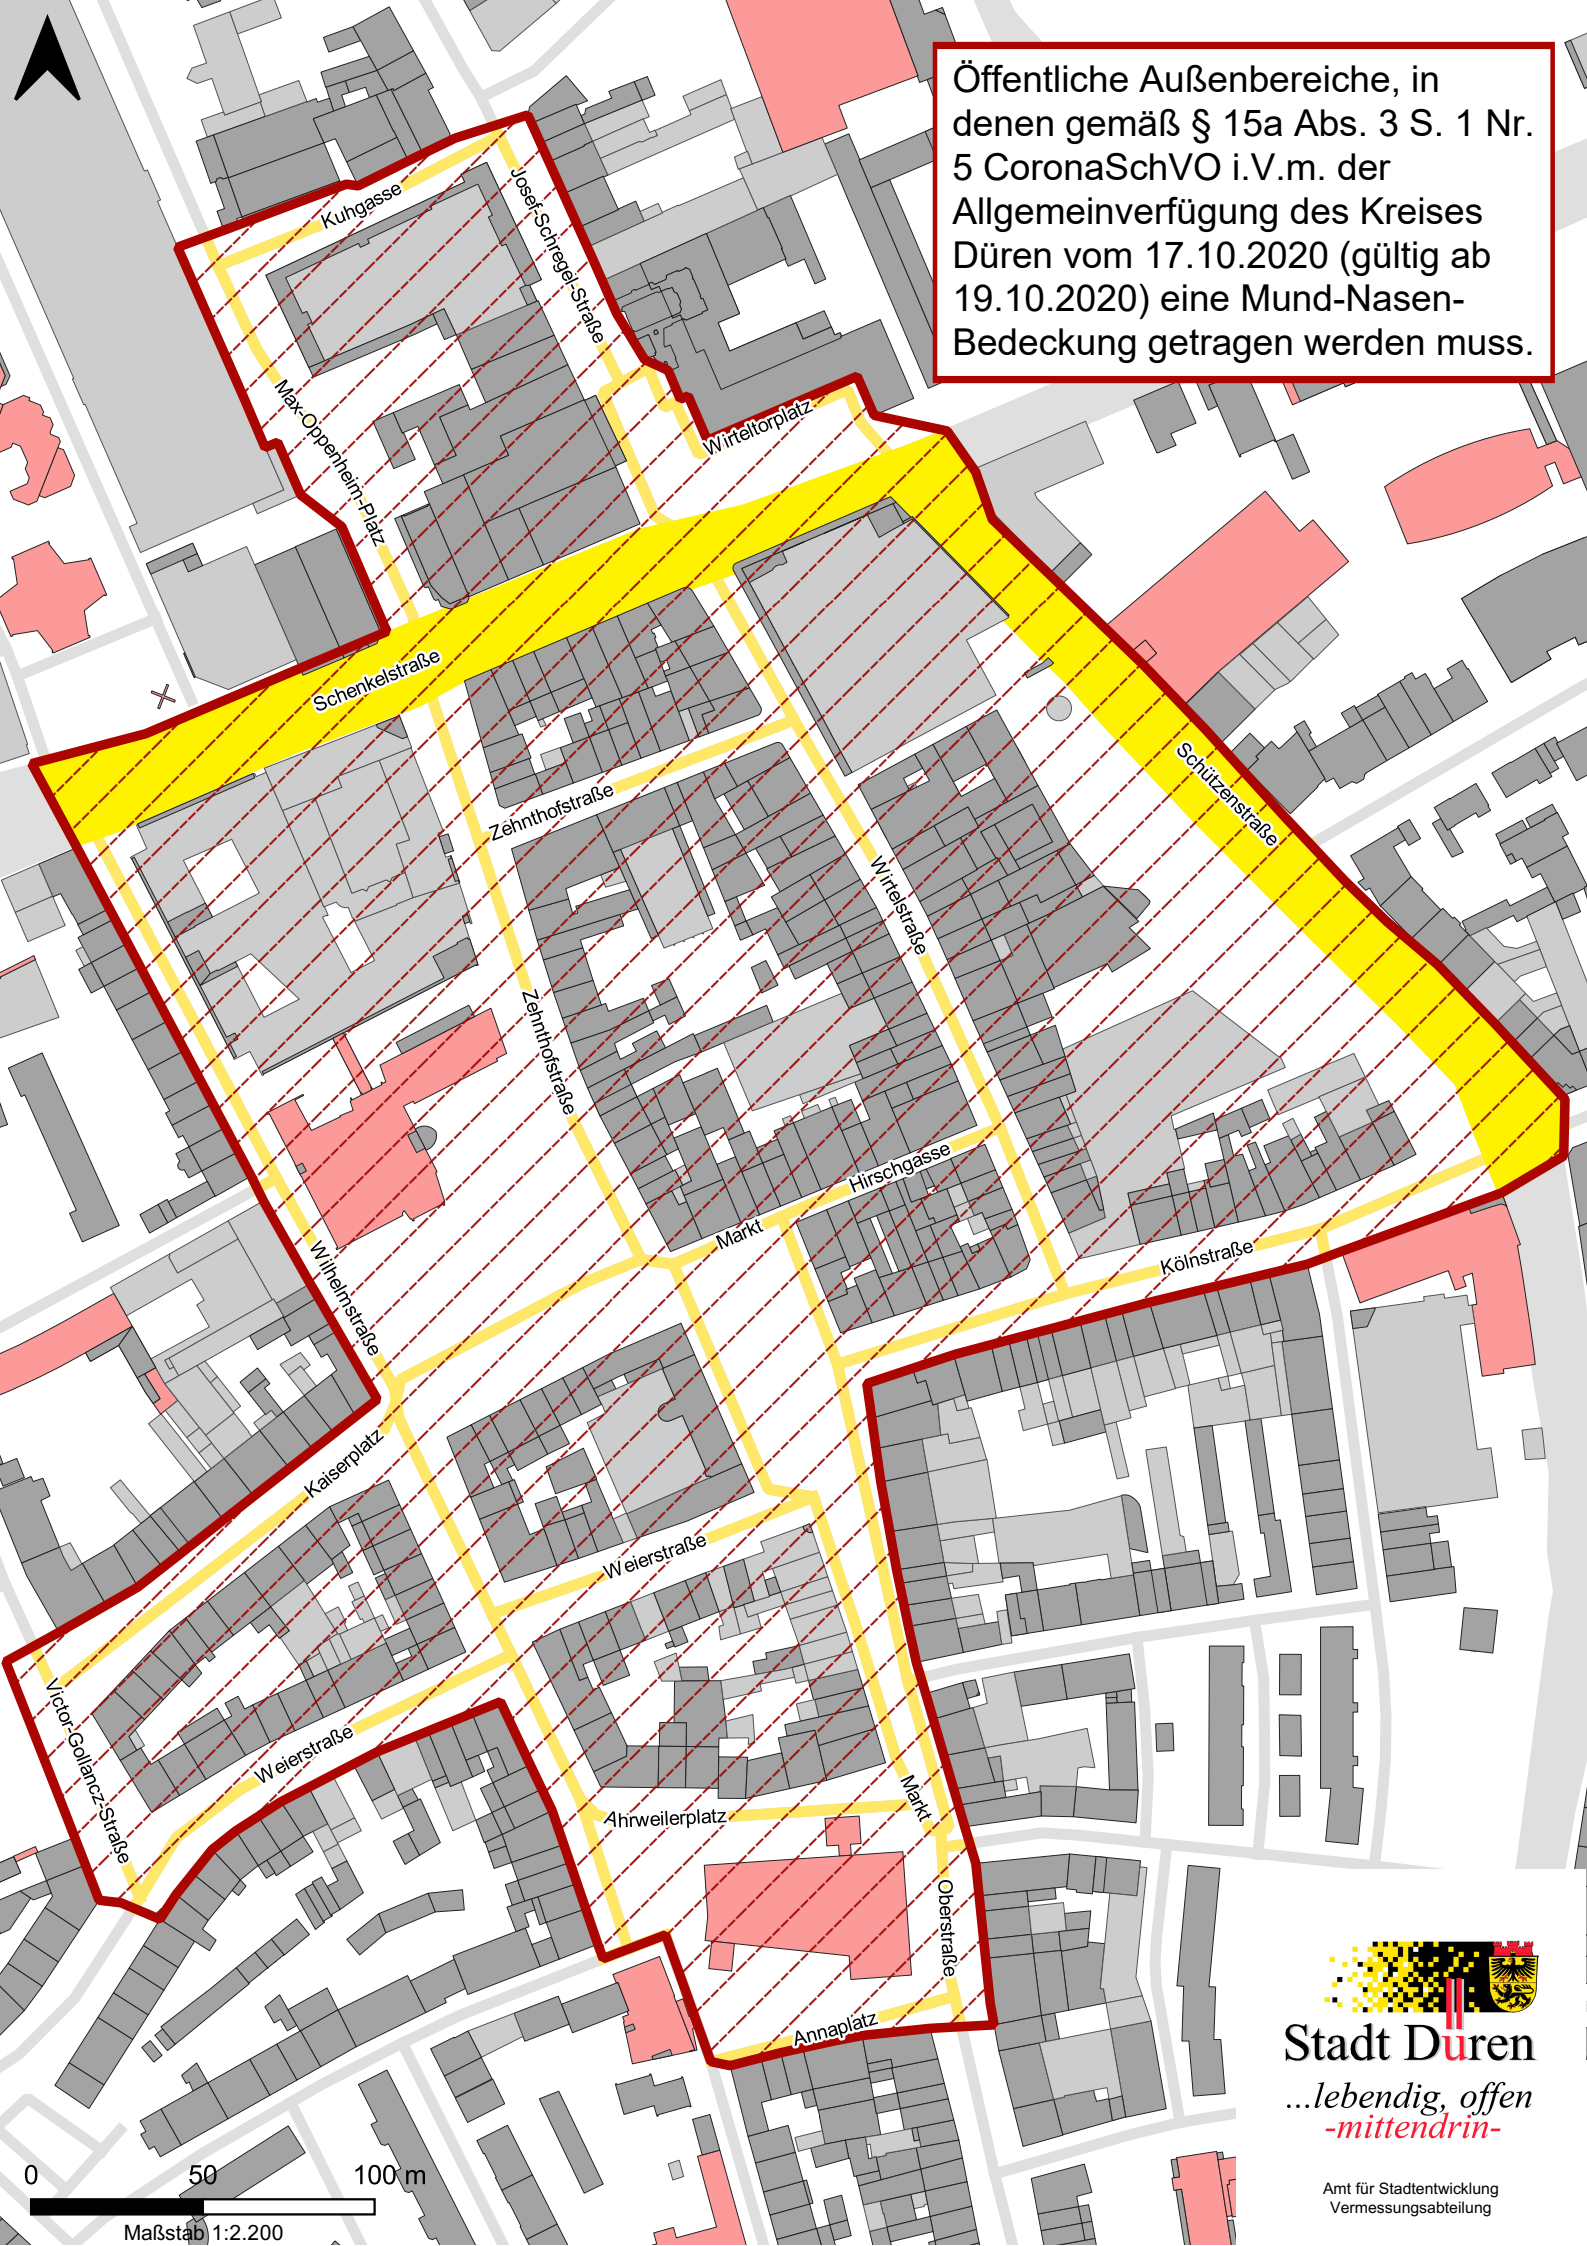 Öffentliche Außenbereiche, in
denen gemäß § 15a Abs. 3 S. 1 Nr.
5 CoronaSchVO i.V.m. der
Allgemeinverfügung des Kreises
Düren vom 17.10.2020 (gültig ab
19.10.2020) eine Mund-Nasen-
Bedeckung getragen werden muss.
Kuhgasse
Josef-Schregel-Straße
Max-Oppenheim-Platz
Wirteltorplatz
Schenkelstraße
Schützenstraße
Zehnthofstraße
Wirtelstraße
Zehnthofstraße
Hirschgasse
Markt
Kölnstraße
Wilhelmstraße
Kaiserplatz
Weierstraße
Victor-Gollancz-Straße
Weierstraße
Ahrweilerplatz
Markt
Oberstraße
Annaplatz
Stadt Düren
...lebendig, offen
-mittendrin-
Amt für Stadtentwicklung
Vermessungsabteilung
0 50 100 m
Maßstab 1:2.200